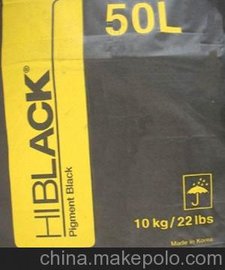 50L
HIBLACK®
Pigment Black
10 kg/22 lbs
Made in Korea
china.makepolo.com